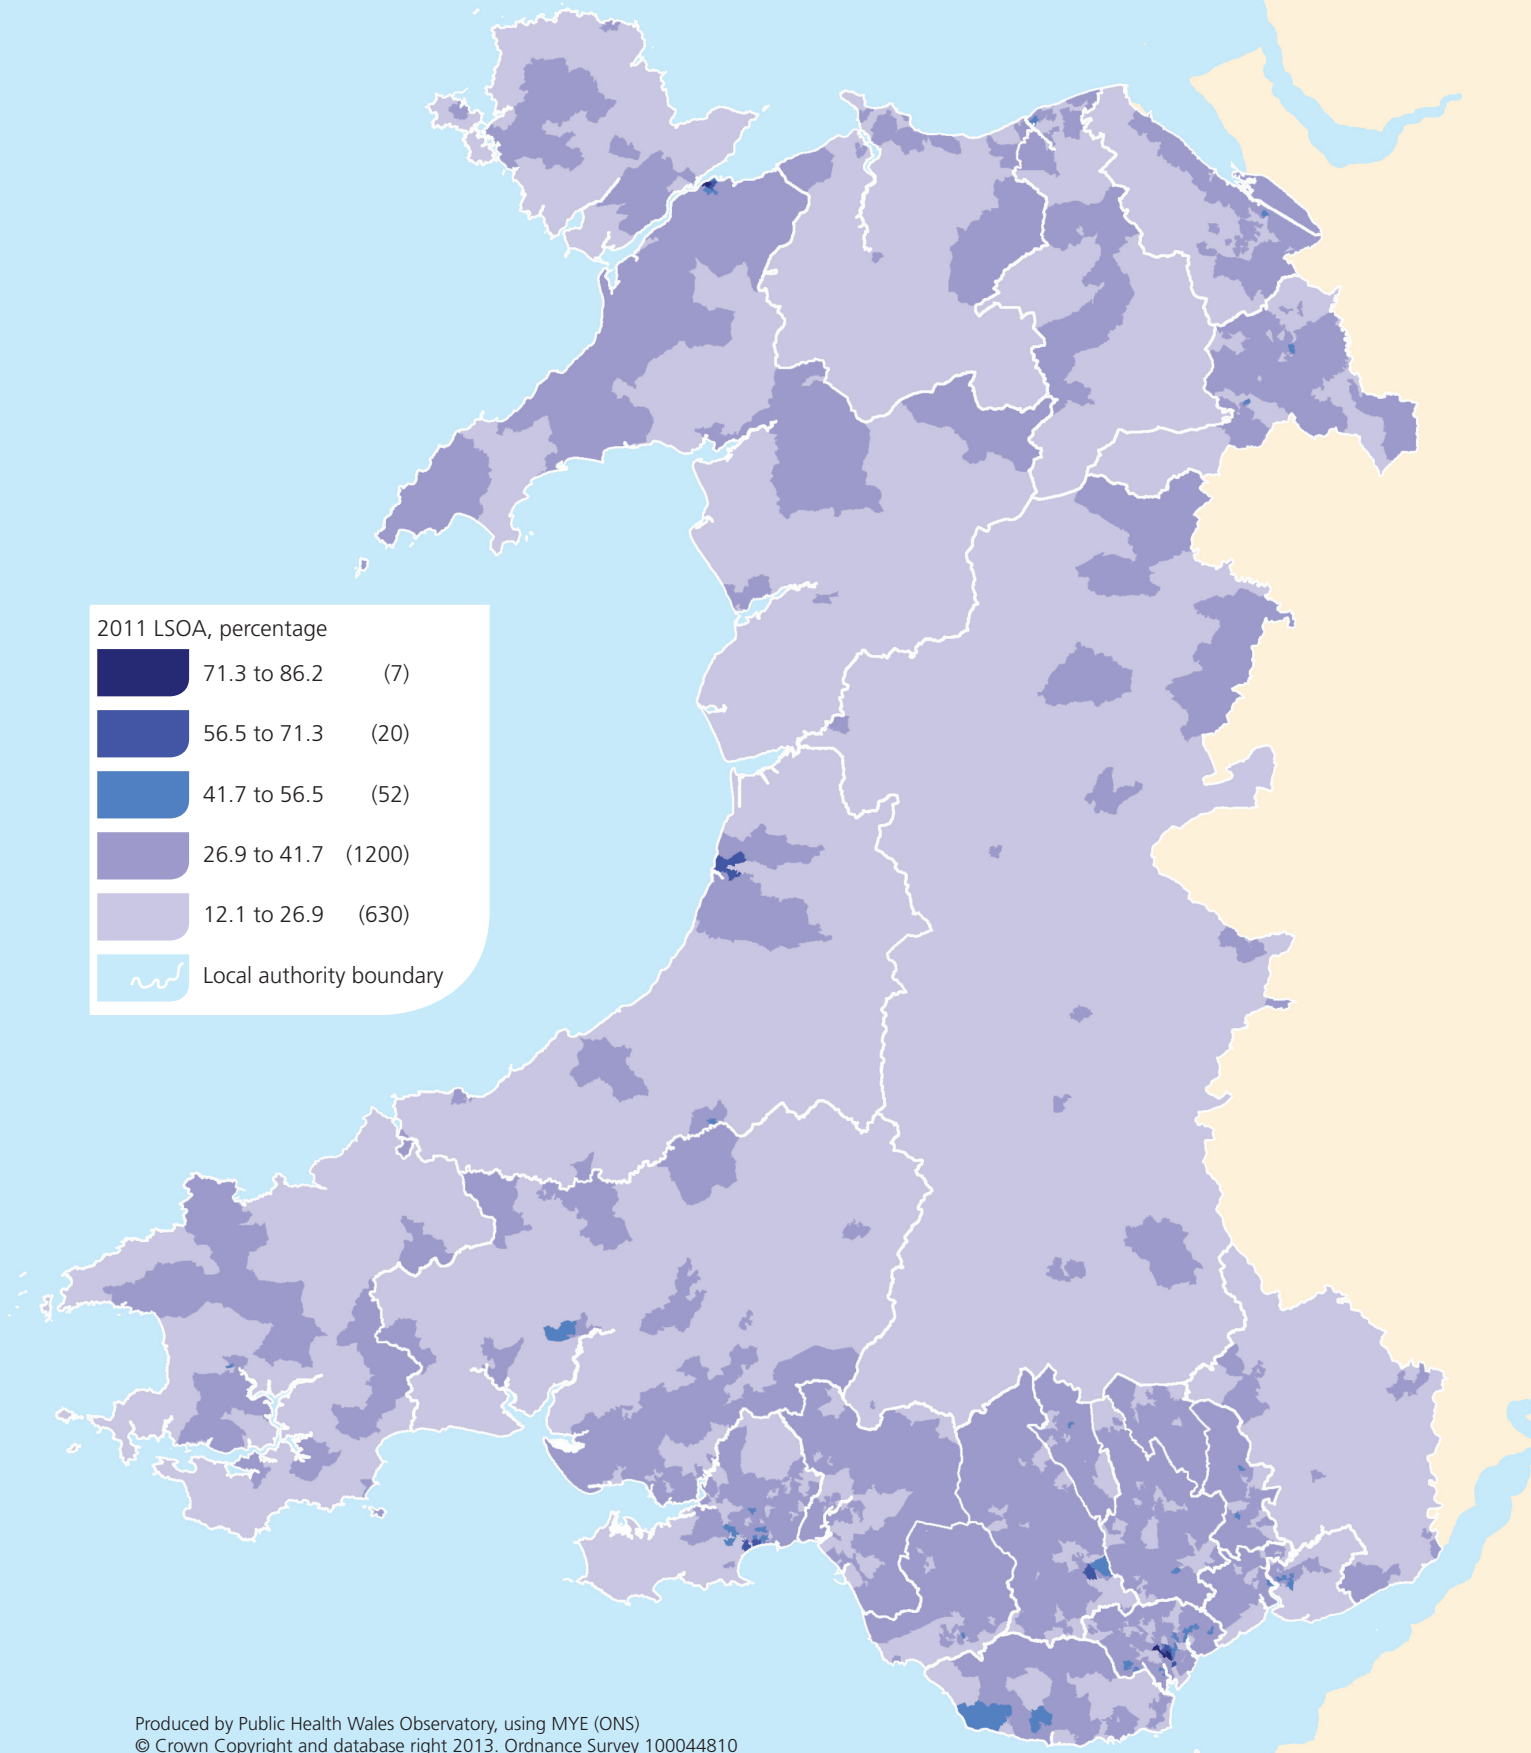 2011 LSOA, percentage
71.3 to 86.2 (7)
56.5 to 71.3 (20)
41.7 to 56.5 (52)
26.9 to 41.7 (1200)
12.1 to 26.9 (630)
Local authority boundary
Produced by Public Health Wales Observatory, using MYE (ONS)
© Crown Copyright and database right 2013. Ordnance Survey 100044810